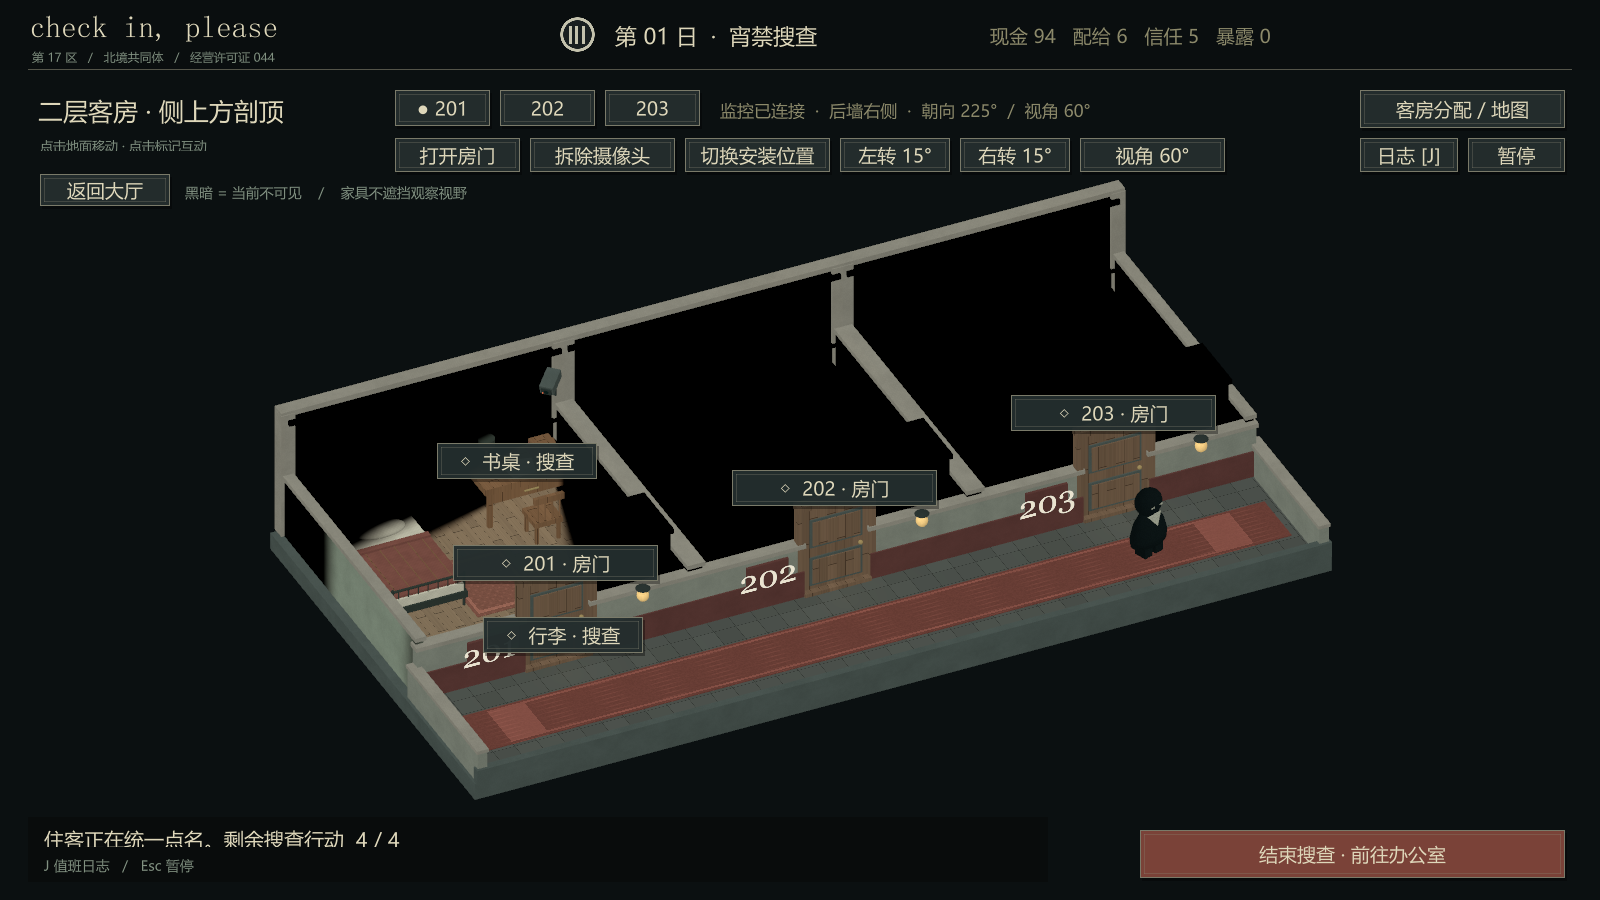 check in, please
第 17 区 / 北境共同体 / 经营许可证 044
第 01 日 · 宵禁搜查
现金 94 配给 6 信任 5 暴露 0
二层客房 · 侧上方剖顶
点击地面移动 · 点击标记互动
● 201
202
203
监控已连接 · 后墙右侧 · 朝向 225° / 视角 60°
客房分配 / 地图
打开房门
拆除摄像头
切换安装位置
左转 15°
右转 15°
视角 60°
日志 [J]
暂停
返回大厅
黑暗 = 当前不可见 / 家具不遮挡观察视野
◇ 203 · 房门
◇ 书桌 · 搜查
◇ 202 · 房门
203
◇ 201 · 房门
202
◇ 行李 · 搜查
201
住客正在统一点名。剩余搜查行动 4 / 4
J 值班日志 / Esc 暂停
结束搜查 · 前往办公室